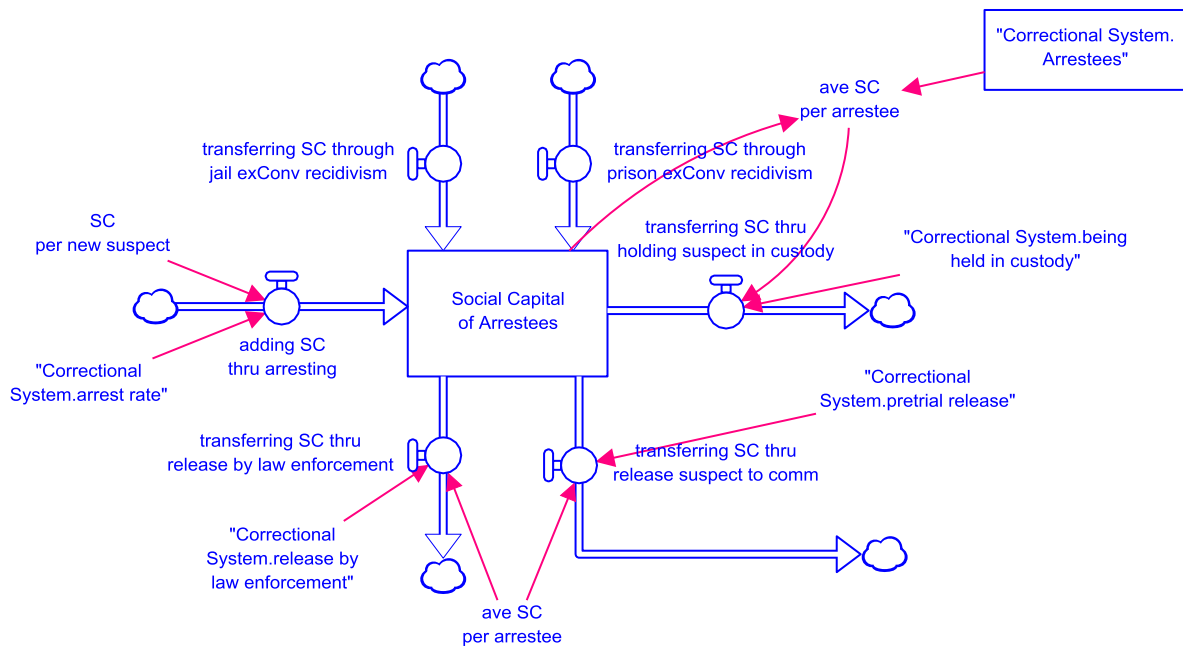 "Correctional System.
Arrestees"
ave SC
per arrestee
transferring SC through
jail exConv recidivism
transferring SC through
prison exConv recidivism
SC
per new suspect
transferring SC thru
holding suspect in custody
"Correctional System.being
held in custody"
Social Capital
of Arrestees
adding SC
thru arresting
"Correctional
System.arrest rate"
"Correctional
System.pretrial release"
transferring SC thru
release by law enforcement
transferring SC thru
release suspect to comm
"Correctional
System.release by
law enforcement"
ave SC
per arrestee